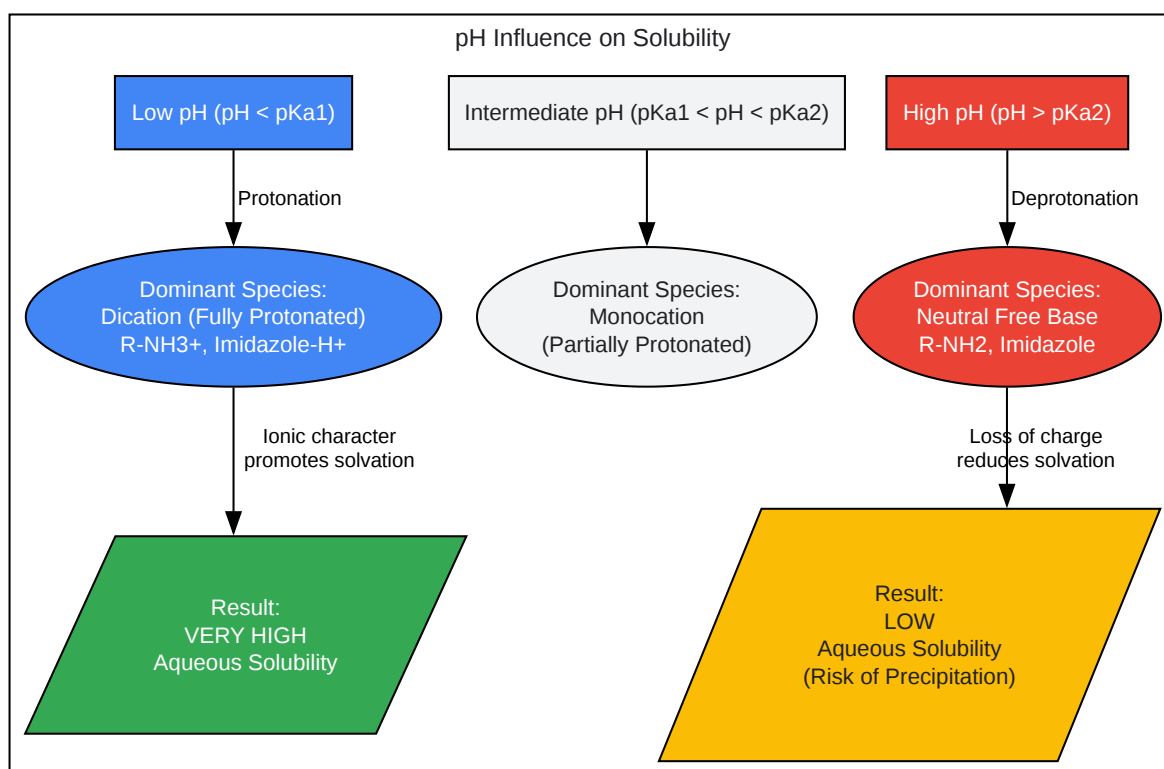 pH Influence on Solubility
Low pH (pH < pKa1)
Intermediate pH (pKa1 < pH < pKa2)
High pH (pH > pKa2)
Protonation
Deprotonation
Dominant Species:
Dication (Fully Protonated)
R-NH3+, Imidazole-H+
Dominant Species:
Monocation
(Partially Protonated)
Dominant Species:
Neutral Free Base
R-NH2, Imidazole
Ionic character
promotes solvation
Loss of charge
reduces solvation
Result:
VERY HIGH
Aqueous Solubility
Result:
LOW
Aqueous Solubility
(Risk of Precipitation)